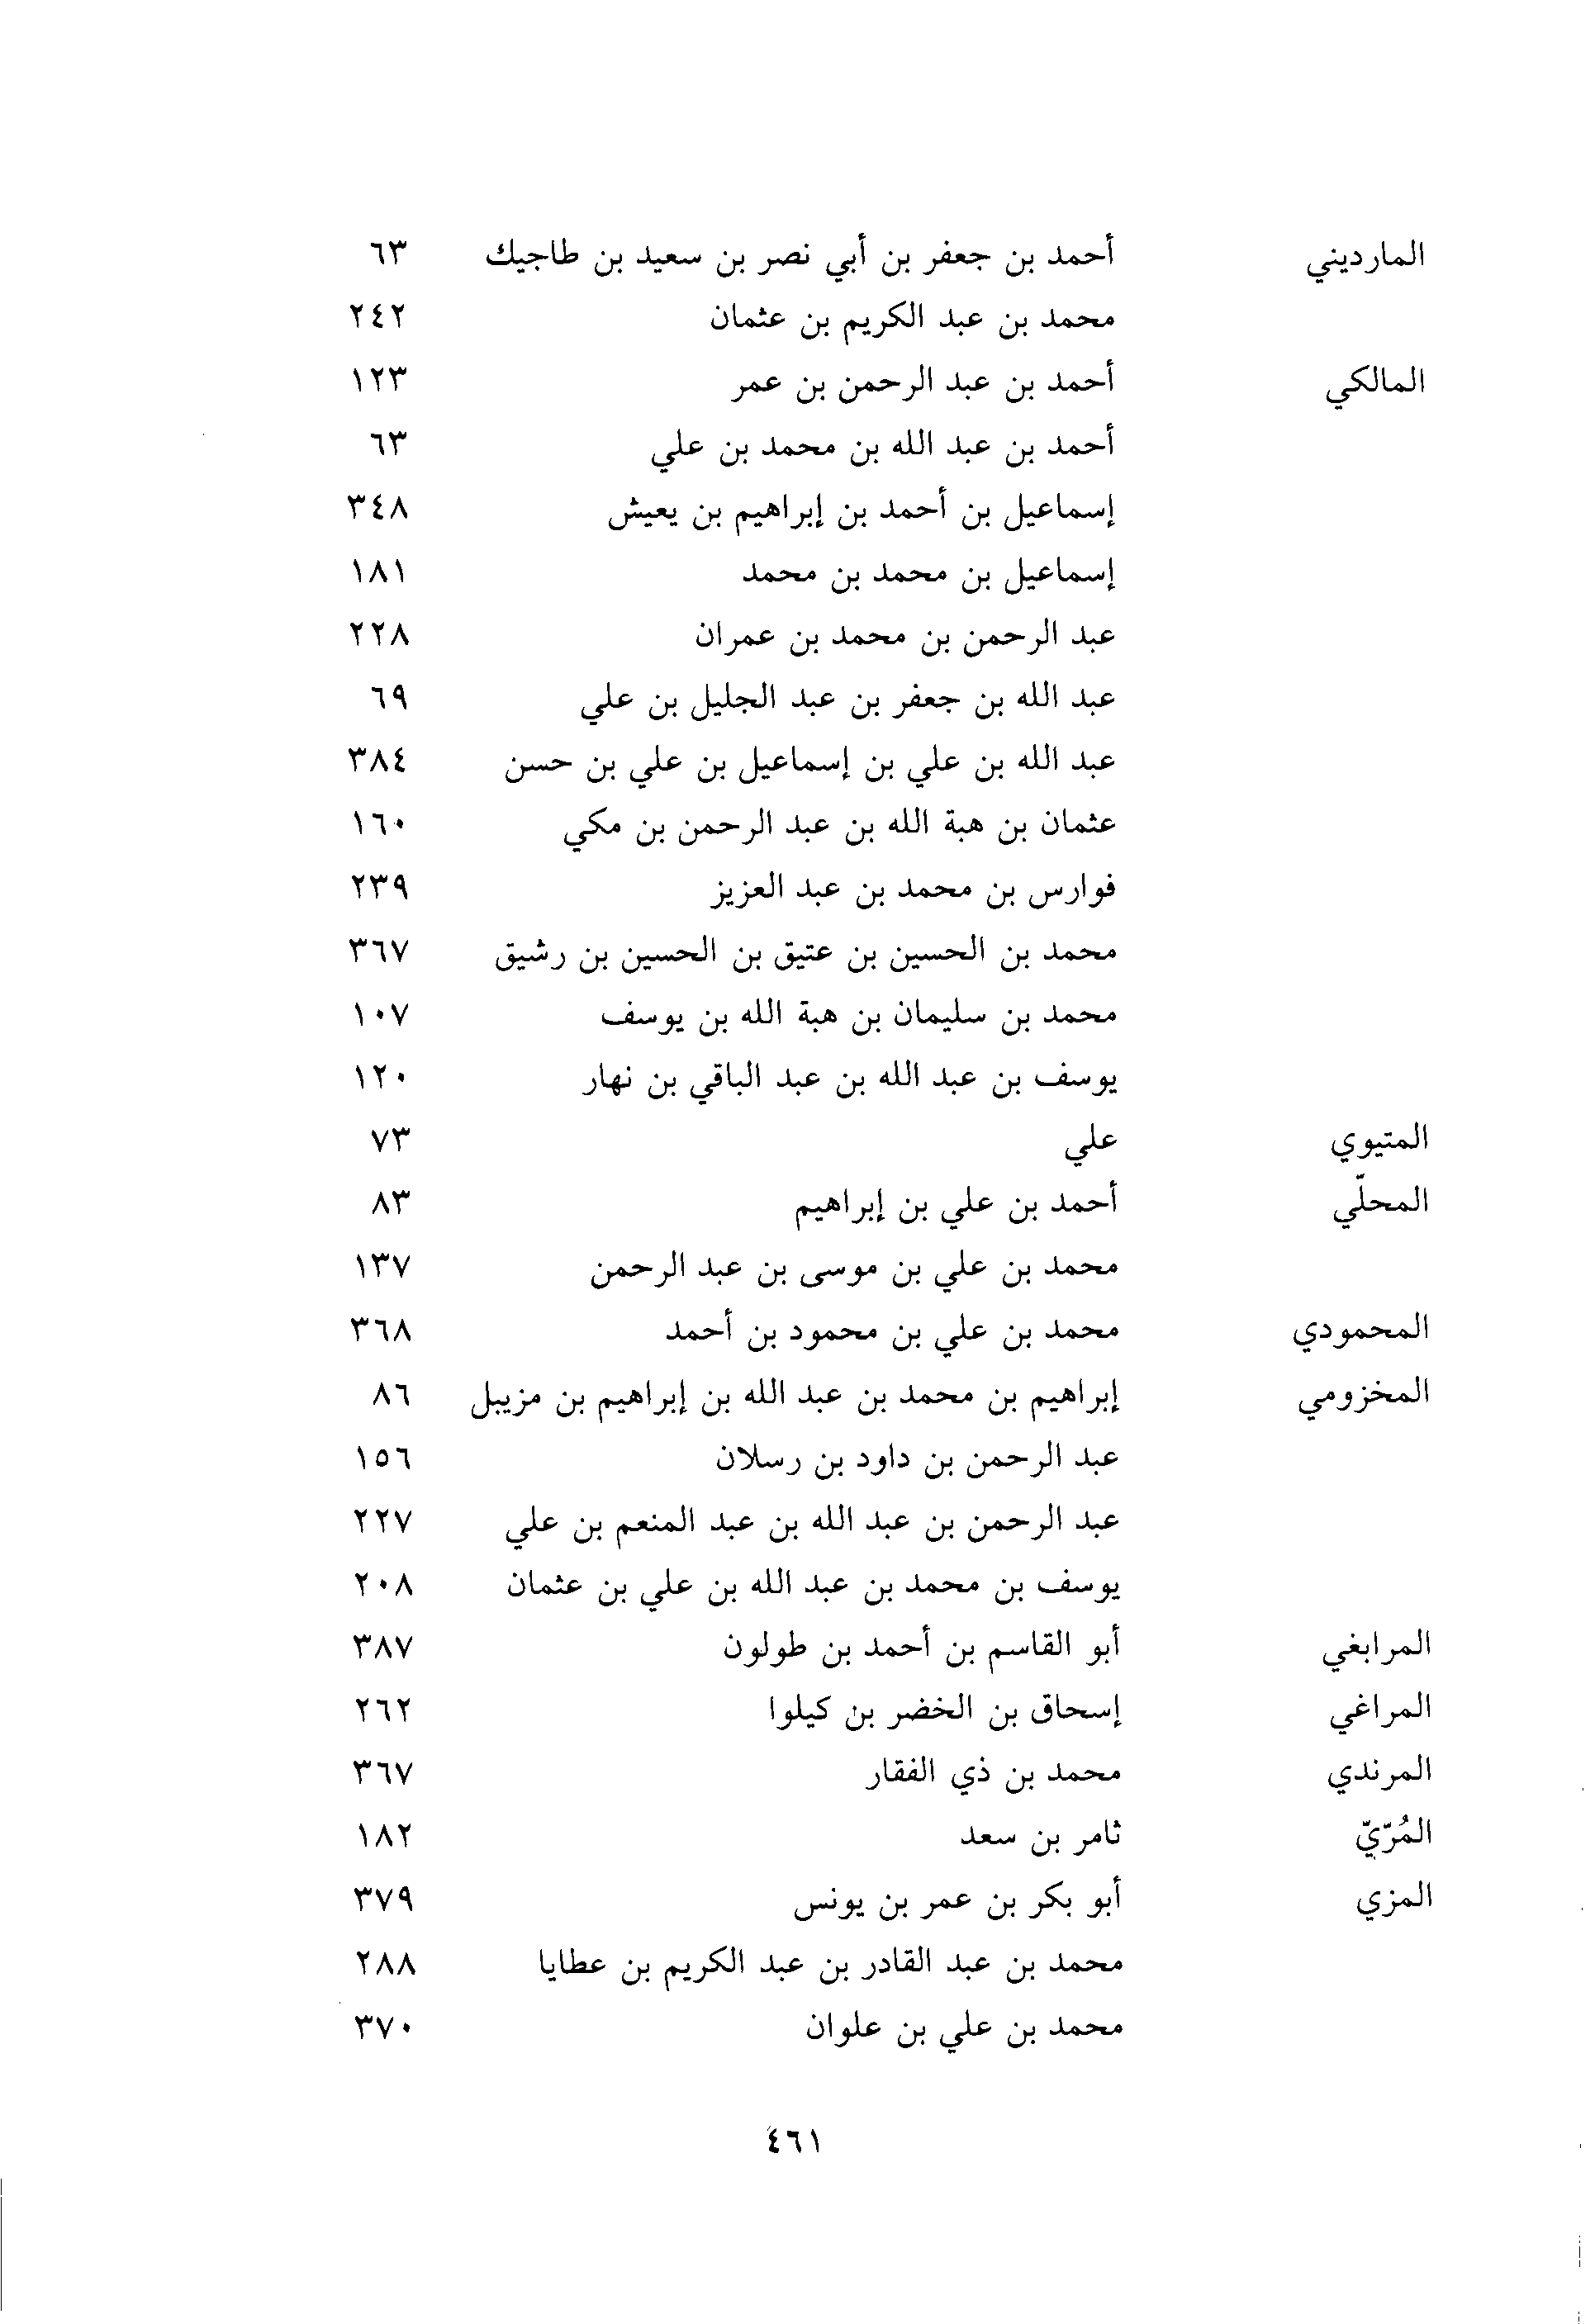 المارديني أحمد بن جعفر بن أبي نصر بن سعيد بن طاجيك ٦٣
محمد بن عبد الكريم بن عثمان ٢٤٢
المالكي أحمد بن عبد الرحمن بن عمر ١٢٣
أحمد بن عبد الله بن محمد بن علي ٦٣
إسماعيل بن أحمد بن إبراهيم بن يعيش ٣٤٨
إسماعيل بن محمد بن محمد ١٨١
عبد الرحمن بن محمد بن عمران ٢٢٨
عبد الله بن جعفر بن عبد الجليل بن علي ٦٩
عبد الله بن علي بن إسماعيل بن علي بن حسن ٣٨٤
عثمان بن هبة الله بن عبد الرحمن بن مكي ١٦٠
فوارس بن محمد بن عبد العزيز ٢٣٩
محمد بن الحسين بن عتيق بن الحسين بن رشيق ٣٦٧
محمد بن سليمان بن هبة الله بن يوسف ١٠٧
يوسف بن عبد الله بن عبد الباقي بن نهار ١٢٠
المتيوي علي ٧٣
المحلّي أحمد بن علي بن إبراهيم ٨٣
محمد بن علي بن موسى بن عبد الرحمن ١٣٧
المحمودي محمد بن علي بن محمود بن أحمد ٣٦٨
المخزومي إبراهيم بن محمد بن عبد الله بن إبراهيم بن مزيبل ٨٦
عبد الرحمن بن داود بن رسلان ١٥٦
عبد الرحمن بن عبد الله بن عبد المنعم بن علي ٢٢٧
يوسف بن محمد بن عبد الله بن علي بن عثمان ٢٠٨
المرابغي أبو القاسم بن أحمد بن طولون ٣٨٧
المراغي إسحاق بن الخضر بن كيلوا ٢٦٢
المرندي محمد بن ذي الفقار ٣٦٧
المُرّيّ ثامر بن سعد ١٨٢
المزي أبو بكر بن عمر بن يونس ٣٧٩
محمد بن عبد القادر بن عبد الكريم بن عطايا ٢٨٨
محمد بن علي بن علوان ٣٧٠
٤٦١